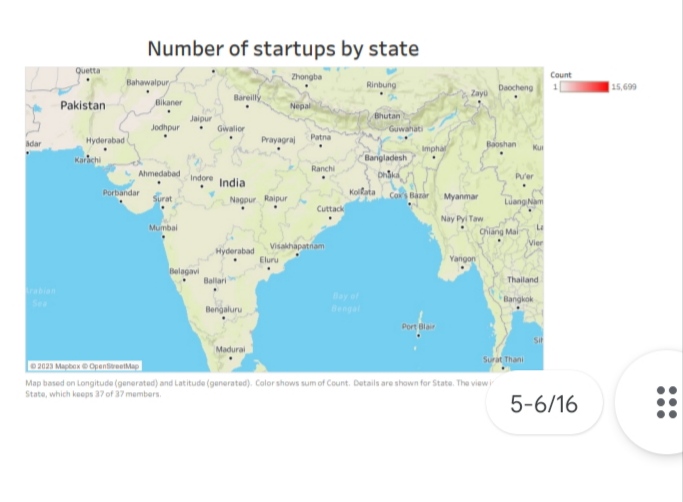 Number of startups by state
Quetta
Zhongba
Bahawalpur
Rinbung
Daocheng
Zayü
Bikaner
Bareilly
Pakistan
Nepal
Jaipur
Bhutan
Jodhpur
Gwalior
Guwahati
Prayagraj
Patna
Hyderabad
Imphal
Baoshan
Karachi
Bangladesh
Ranchi
Dhaka
Ahmedabad
Indore
India
Pu'er
Porbandar
Surat
Nagpur
Raipur
Kolkata
Cox's Bazar
Myanmar
LuangNam
Cuttack
Nay Pyi Taw
Mumbai
Chiang Mai
Hyderabad
Visakhapatnam
Eluru
Yangon
Belagavi
Ballari
Thailand
Bay of
Bengal
Bangkok
Bengaluru
Port Blair
Madurai
Surat Thani
© 2023 Mapbox © OpenStreetMap
Count
1
15,699
Map based on Longitude (generated) and Latitude (generated). Color shows sum of Count. Details are shown for State. The view
State, which keeps 37 of 37 members.
5-6/16